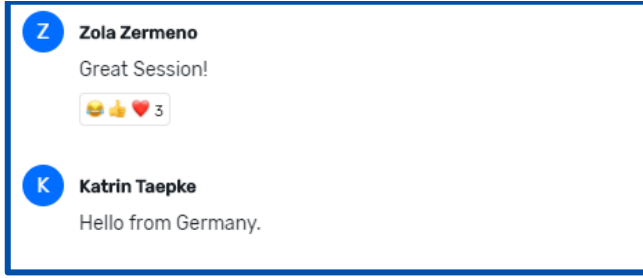 Z
Zola Zermeno
Great Session!
😂👍❤️ 3
K
Katrin Taepke
Hello from Germany.